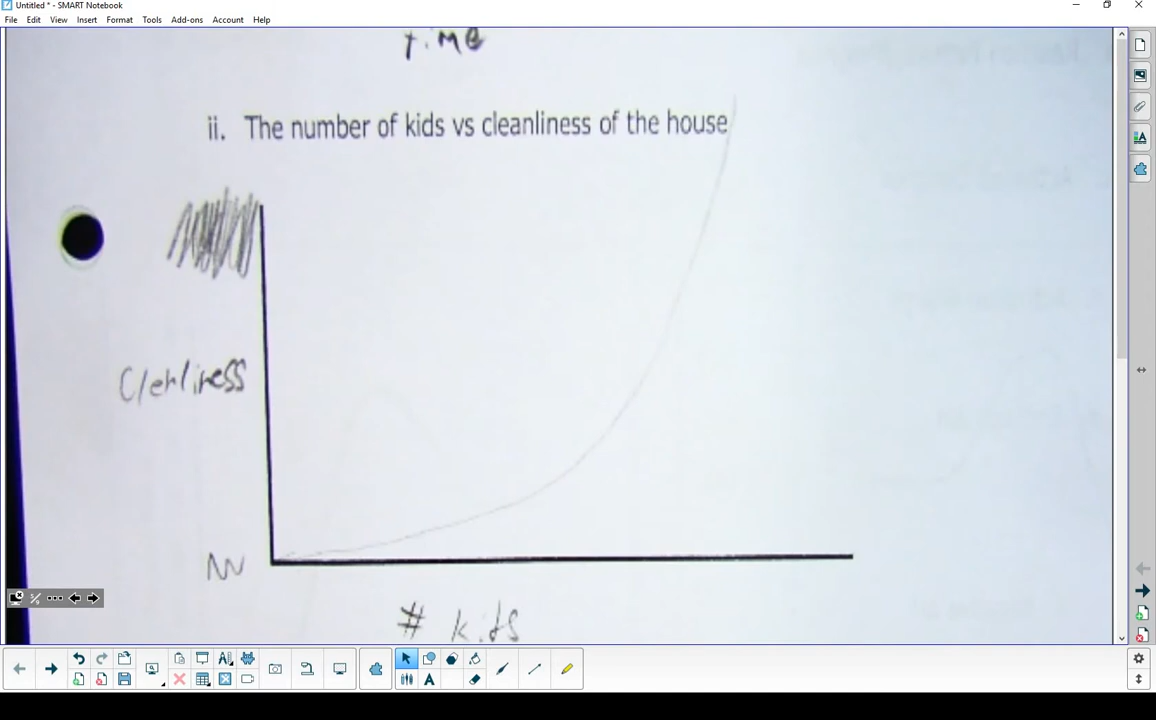 Untitled * - SMART Notebook
File Edit View Insert Format Tools Add-ons Account Help
Time
ii. The number of kids vs cleanliness of the house
Clenliness
# kids